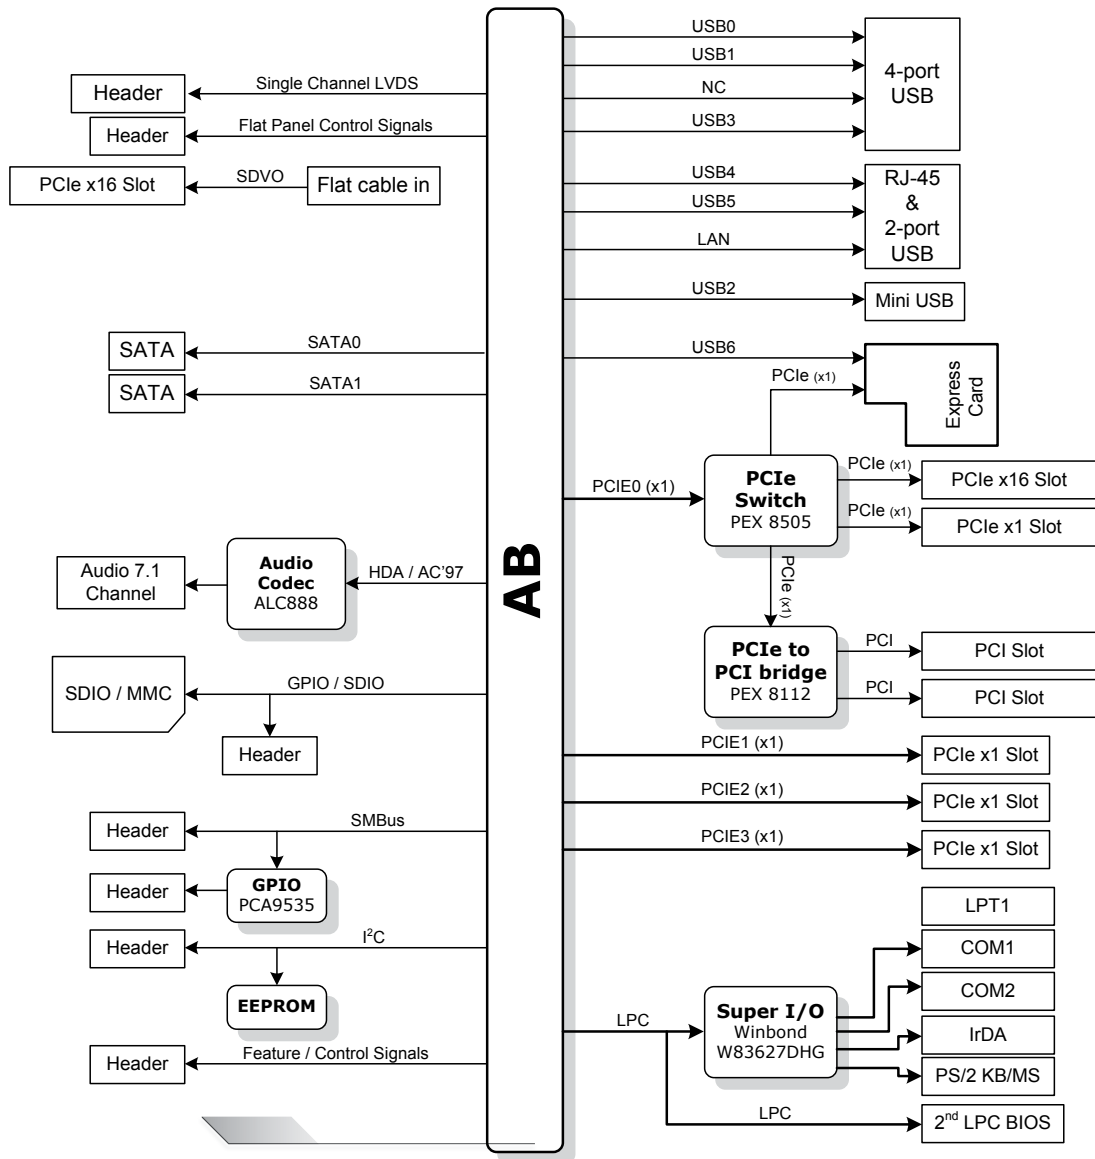 Single Channel LVDS
Header
Flat Panel Control Signals
Header
PCIe x16 Slot
SDVO
Flat cable in
SATA
SATA0
SATA
SATA1
Audio 7.1
Channel
Audio
Codec
ALC888
HDA / AC'97
SDIO / MMC
GPIO / SDIO
Header
Header
SMBus
Header
GPIO
PCA9535
Header
I²C
EEPROM
Header
Feature / Control Signals
AB
USB0
USB1
NC
USB3
4-port
USB
USB4
USB5
LAN
RJ-45
&
2-port
USB
USB2
Mini USB
USB6
PCIe (x1)
Express
Card
PCIE0 (x1)
PCIe
Switch
PEX 8505
PCIe (x1)
PCIe x16 Slot
PCIe (x1)
PCIe x1 Slot
PCIe (x1)
PCIe to
PCI bridge
PEX 8112
PCI
PCI Slot
PCI
PCI Slot
PCIE1 (x1)
PCIe x1 Slot
PCIE2 (x1)
PCIe x1 Slot
PCIE3 (x1)
PCIe x1 Slot
LPC
Super I/O
Winbond
W83627DHG
LPT1
COM1
COM2
IrDA
PS/2 KB/MS
LPC
2nd LPC BIOS